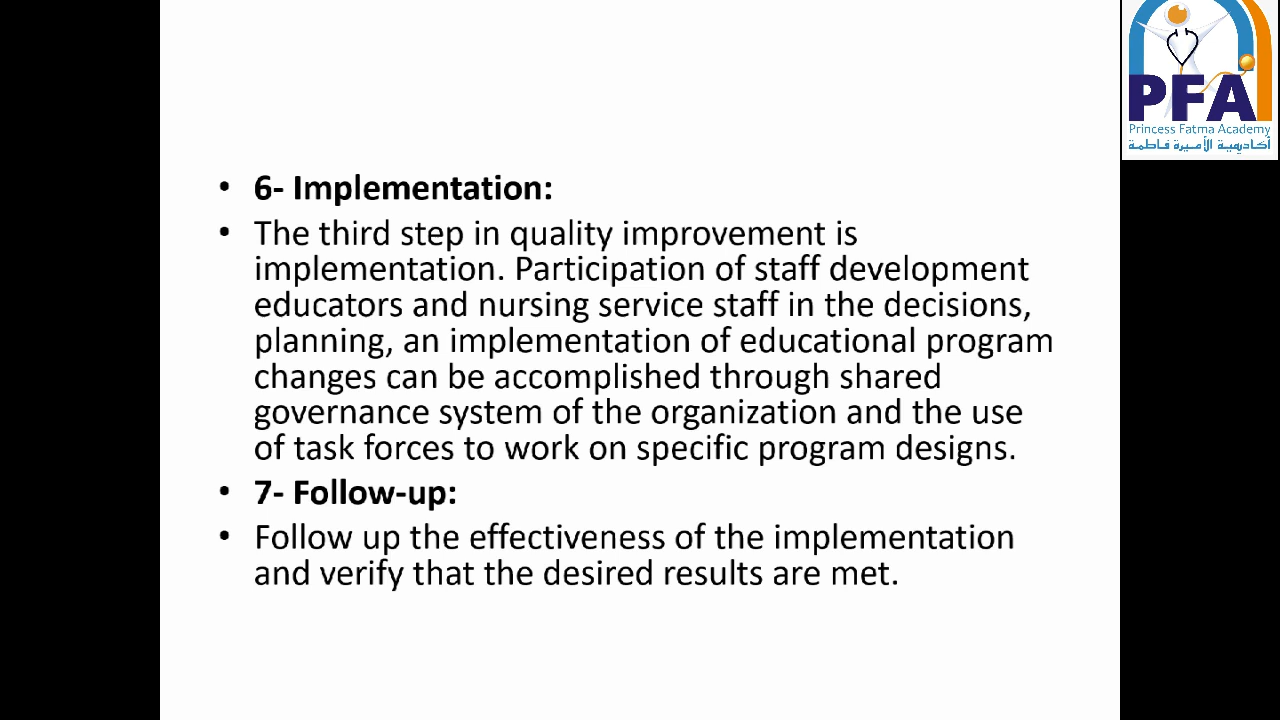 PFA
Princess Fatma Academy
أكاديمية الأميرة فاطمة
• 6- Implementation:
• The third step in quality improvement is
implementation. Participation of staff development
educators and nursing service staff in the decisions,
planning, an implementation of educational program
changes can be accomplished through shared
governance system of the organization and the use
of task forces to work on specific program designs.
• 7- Follow-up:
• Follow up the effectiveness of the implementation
and verify that the desired results are met.